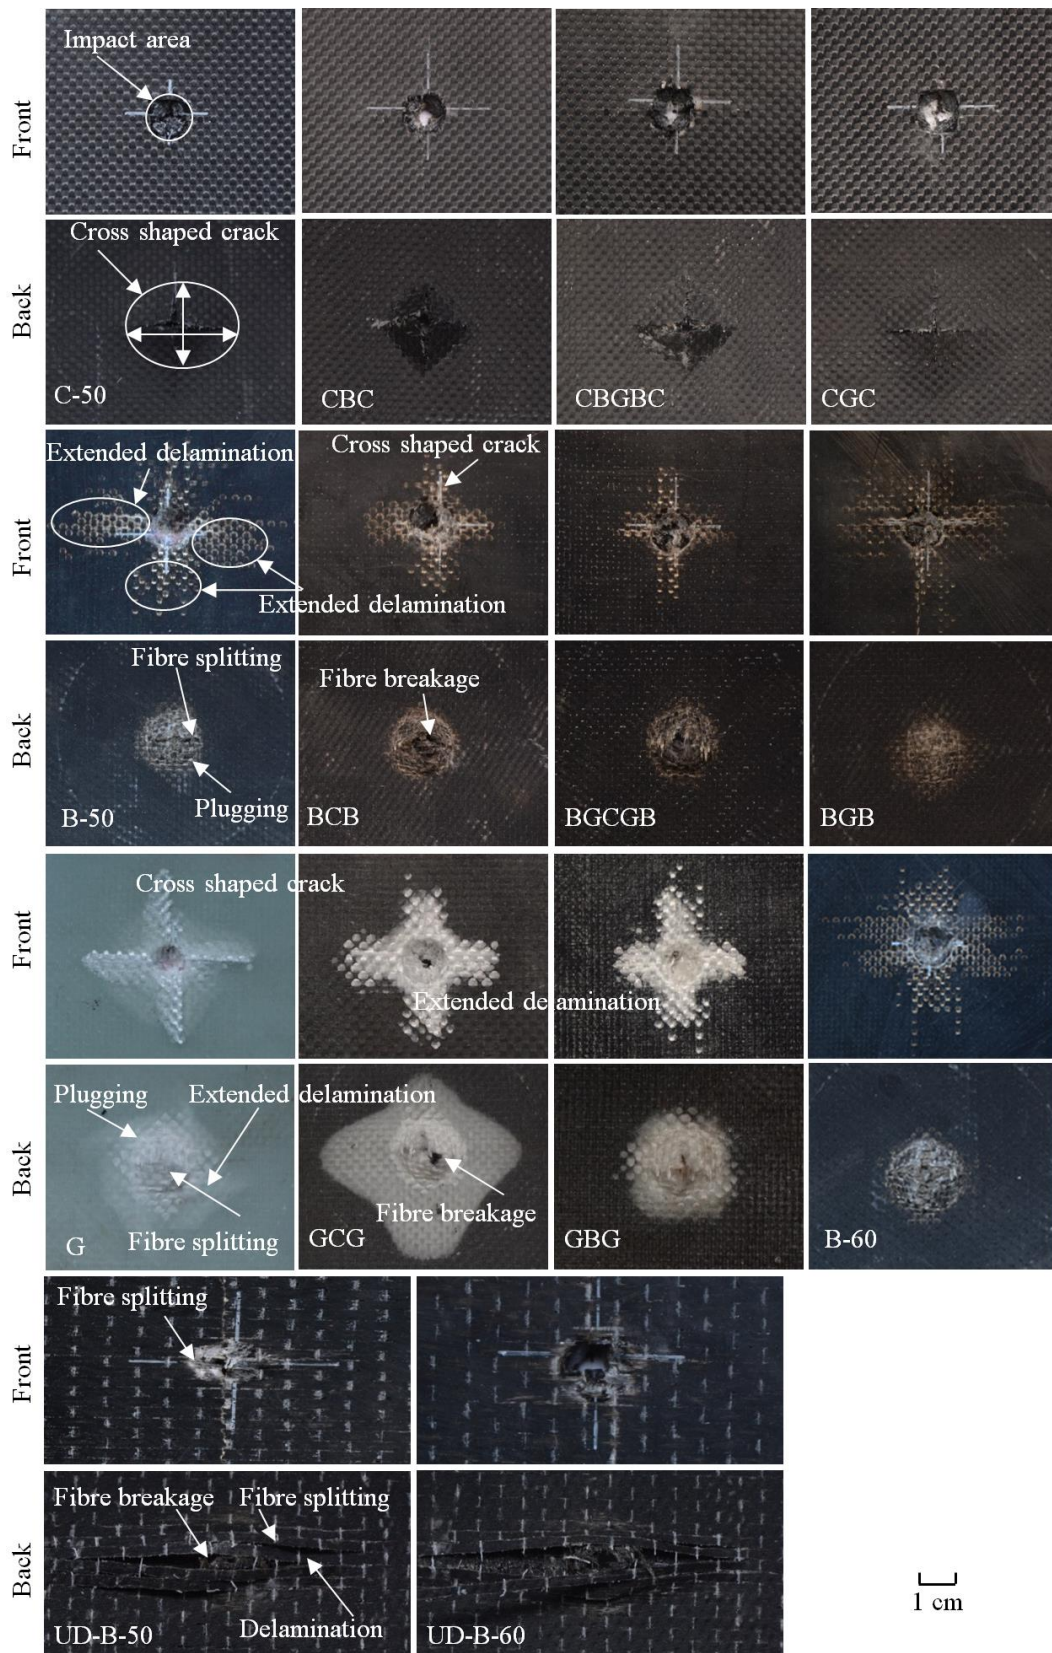 Impact area
Front
Cross shaped crack
Back
C-50
CBC
CBGBC
CGC
Extended delamination
Cross shaped crack
Front
Extended delamination
Fibre splitting
Fibre breakage
Back
Plugging
B-50
BCB
BGCGB
BGB
Cross shaped crack
Front
Extended delamination
Plugging
Extended delamination
Back
Fibre breakage
Fibre splitting
G
GCG
GBG
B-60
Fibre splitting
Front
Fibre breakage
Fibre splitting
Back
Delamination
UD-B-50
UD-B-60
1 cm